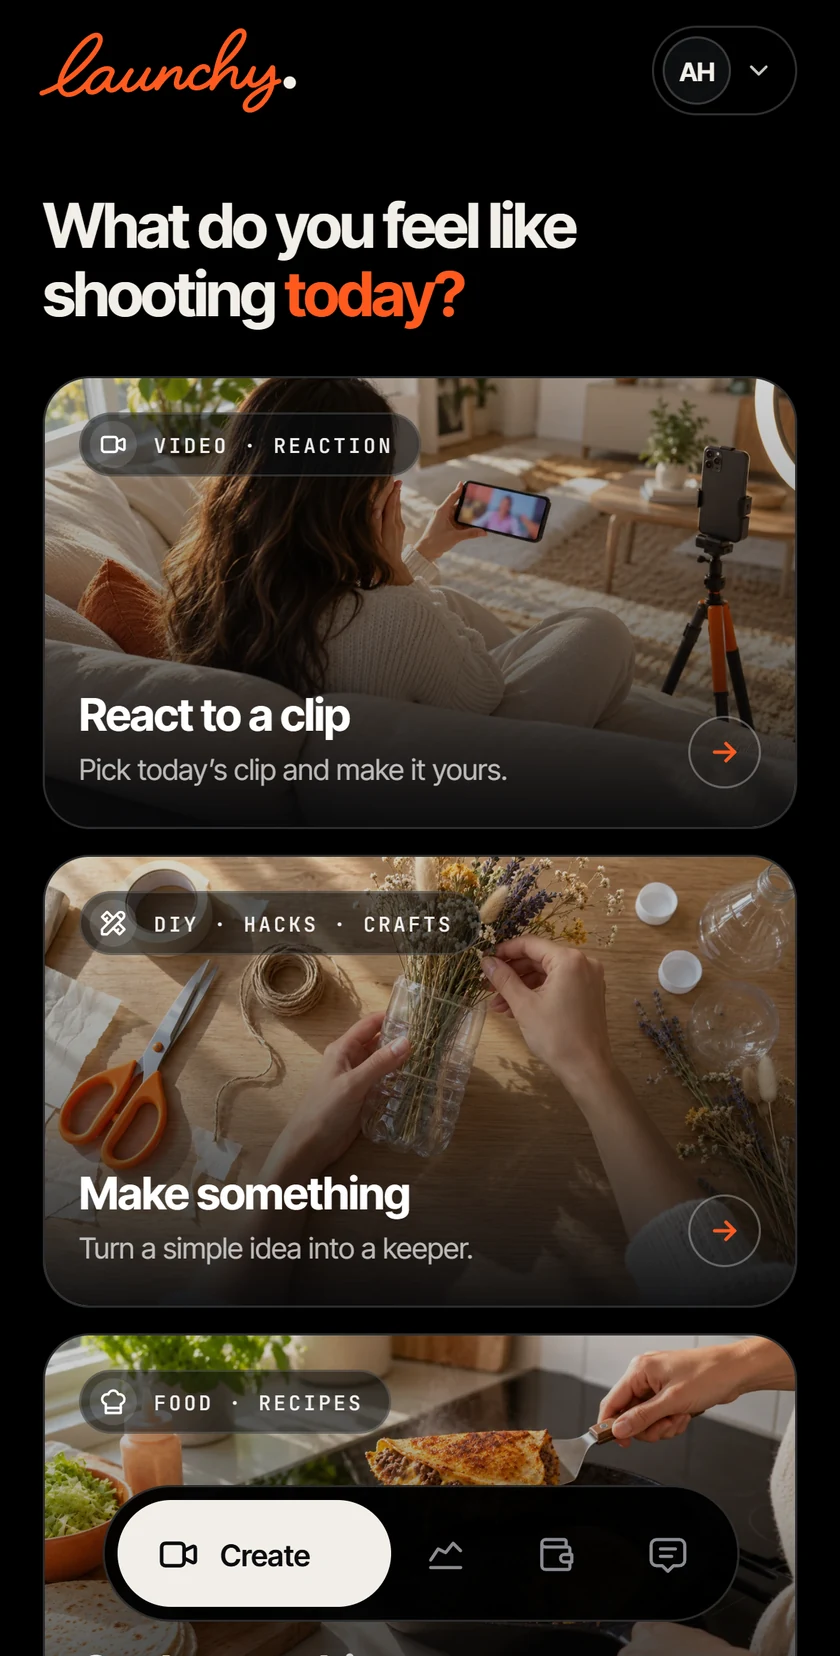 launchy.
AH
What do you feel like
shooting today?
VIDEO · REACTION
React to a clip
Pick today’s clip and make it yours.
DIY · HACKS · CRAFTS
Make something
Turn a simple idea into a keeper.
FOOD · RECIPES
Create